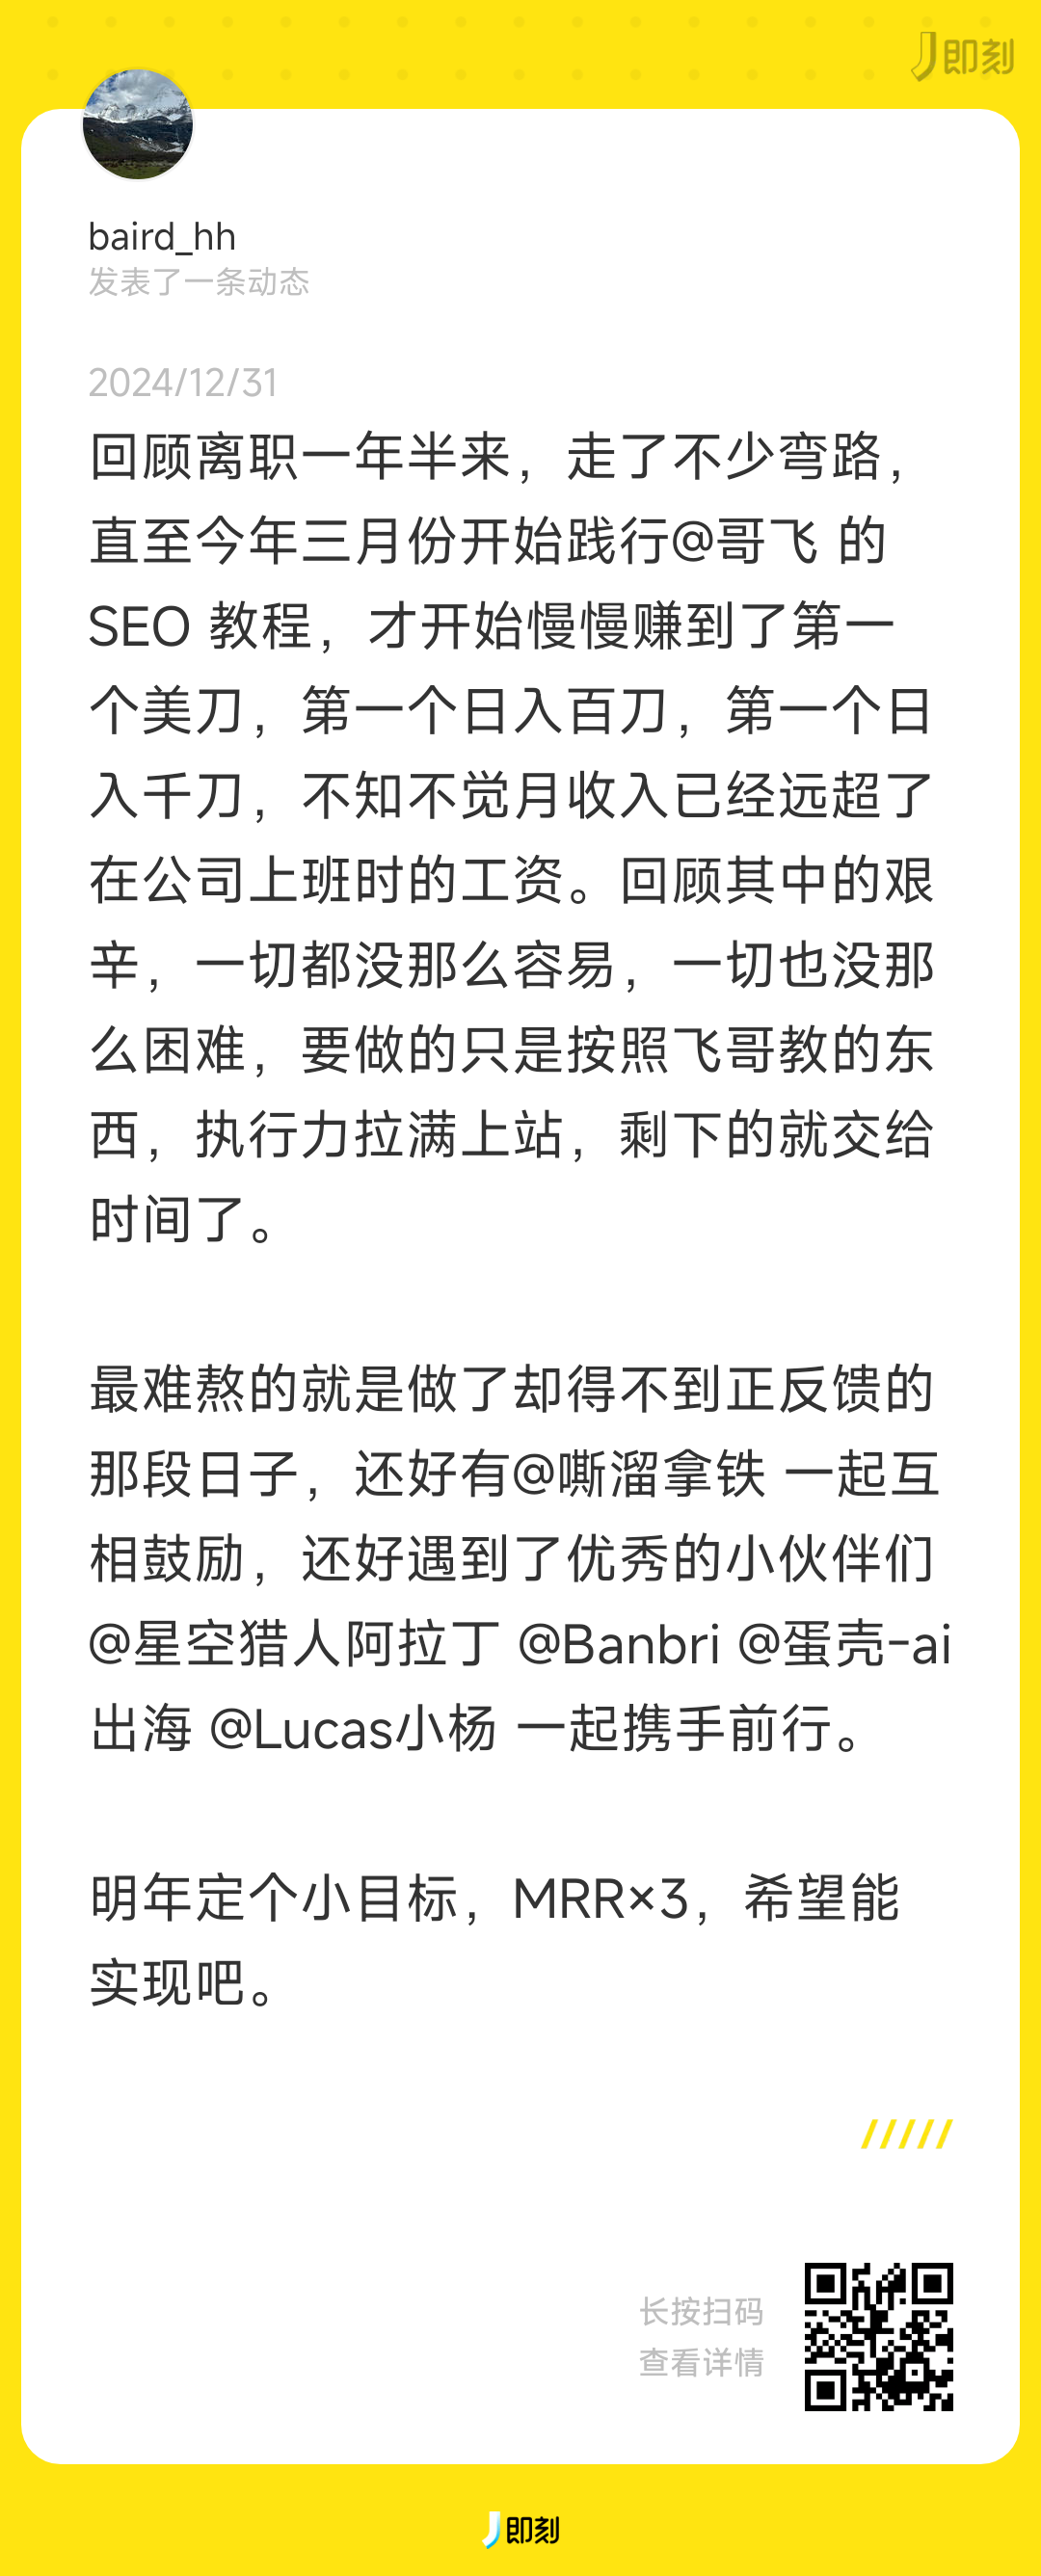 即刻
baird_hh
发表了一条动态
2024/12/31
回顾离职一年半来，走了不少弯路，
直至今年三月份开始践行@哥飞 的
SEO 教程，才开始慢慢赚到了第一
个美刀，第一个日入百刀，第一个日
入千刀，不知不觉月收入已经远超了
在公司上班时的工资。回顾其中的艰
辛，一切都没那么容易，一切也没那
么困难，要做的只是按照飞哥教的东
西，执行力拉满上站，剩下的就交给
时间了。
最难熬的就是做了却得不到正反馈的
那段日子，还好有@嘶溜拿铁 一起互
相鼓励，还好遇到了优秀的小伙伴们
@星空猎人阿拉丁 @Banbri @蛋壳-ai
出海 @Lucas小杨 一起携手前行。
明年定个小目标，MRR×3，希望能
实现吧。
长按扫码
查看详情
即刻